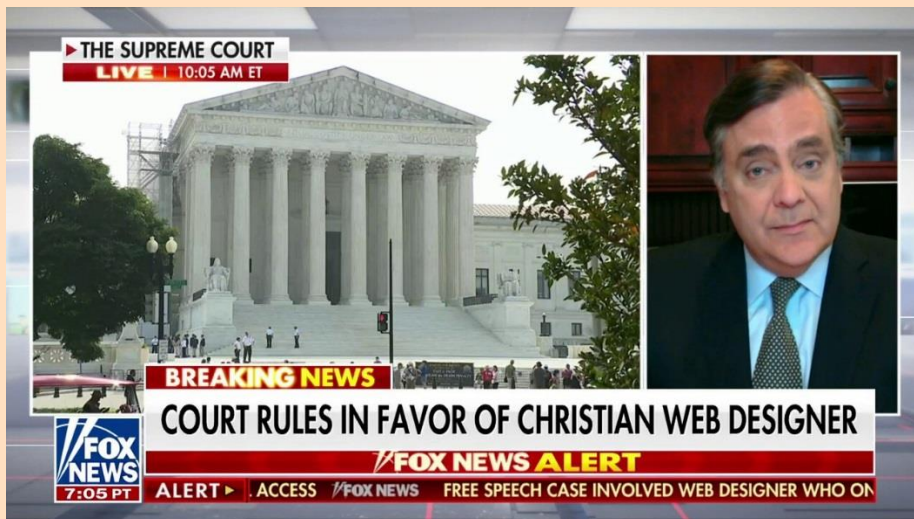 THE SUPREME COURT
LIVE | 10:05 AM ET
BREAKING NEWS
COURT RULES IN FAVOR OF CHRISTIAN WEB DESIGNER
FOX NEWS ALERT
FOX
NEWS
7:05 PT
ALERT ACCESS FOX NEWS FREE SPEECH CASE INVOLVED WEB DESIGNER WHO ON